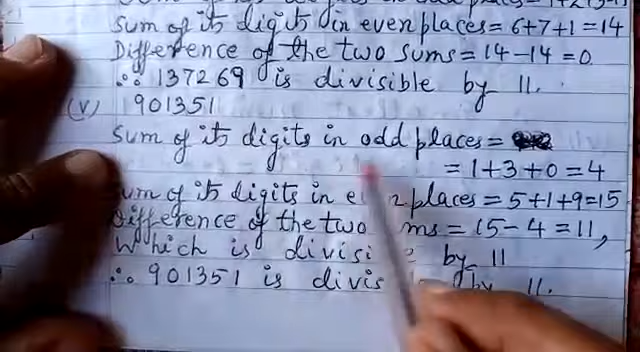 Sum of its digits in even places = 6+7+1=14
Difference of the two sums = 14-14=0
∴ 137269 is divisible by 11.
(v) 901351
Sum of its digits in odd places =
= 1+3+0=4
Sum of its digits in even places = 5+1+9=15
Difference of the two ms = 15-4=11,
Which is divisi by 11
∴ 901351 is divis by 11.